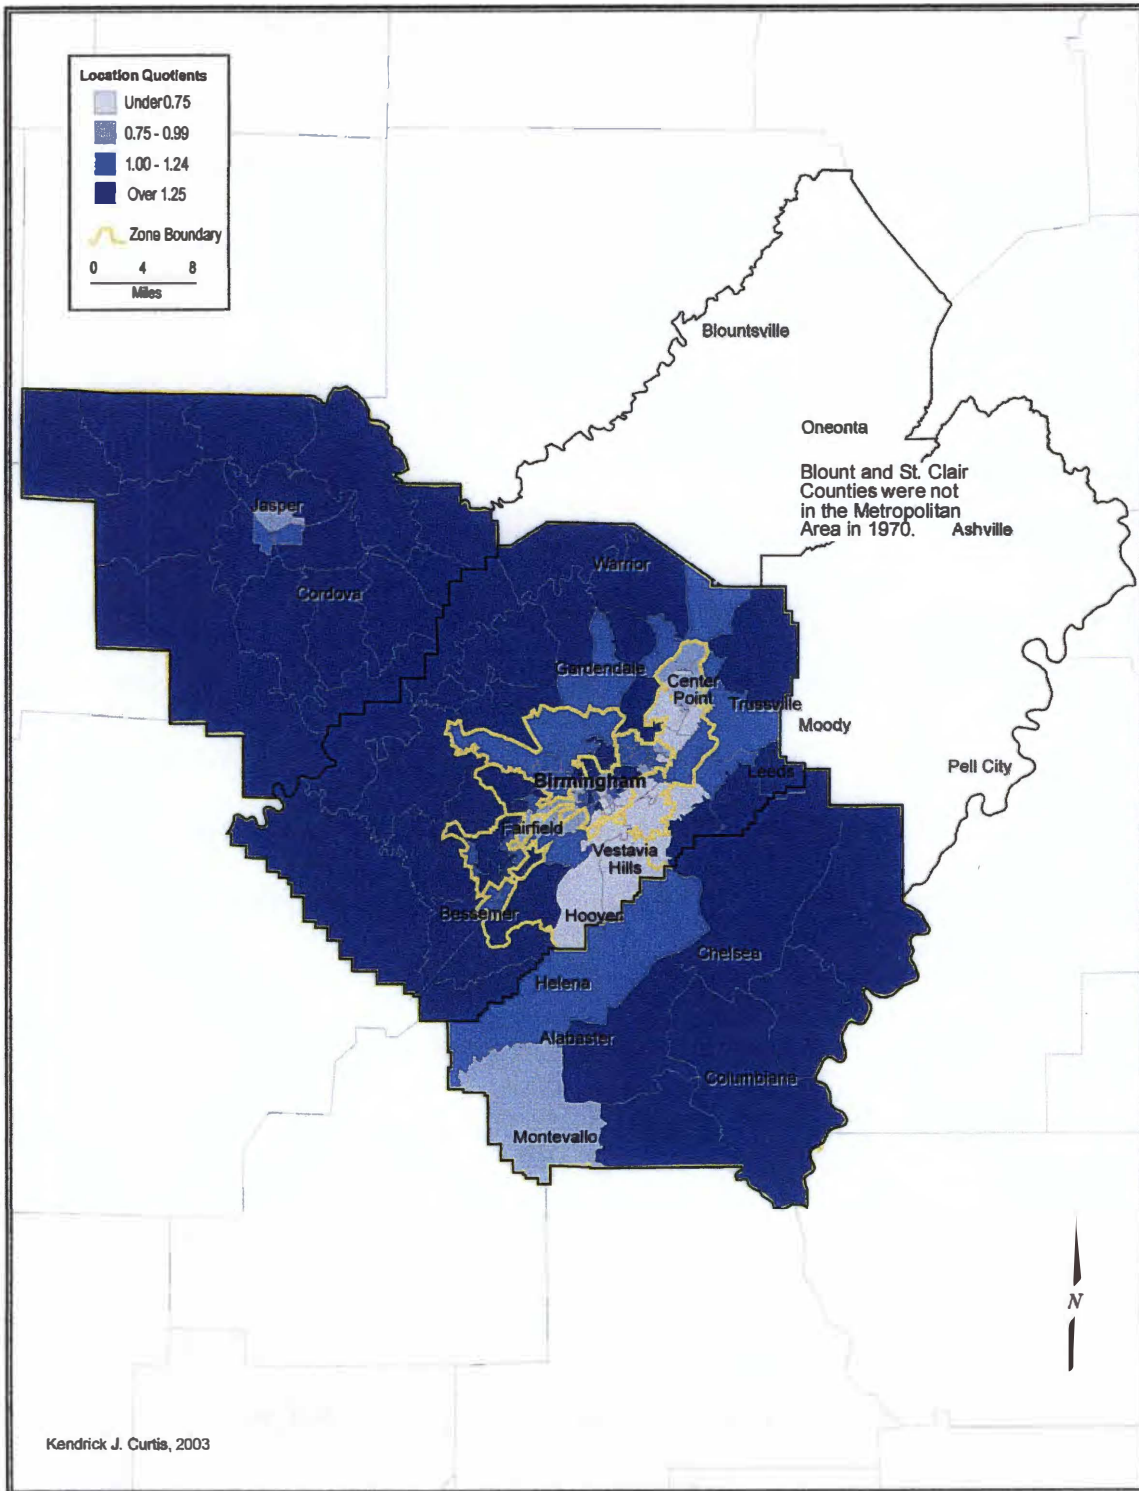 Location Quotients
Under 0.75
0.75 - 0.99
1.00 - 1.24
Over 1.25
Zone Boundary
0 4 8
Miles
Blountsville
Oneonta
Blount and St. Clair
Counties were not
in the Metropolitan
Area in 1970.
Ashville
Jasper
Warrior
Cordova
Gardendale
Center
Point
Trussville
Moody
Pell City
Leeds
Birmingham
Fairfield
Vestavia
Hills
Bessemer
Hoover
Chelsea
Helena
Alabaster
Columbiana
Montevallo
N
Kendrick J. Curtis, 2003